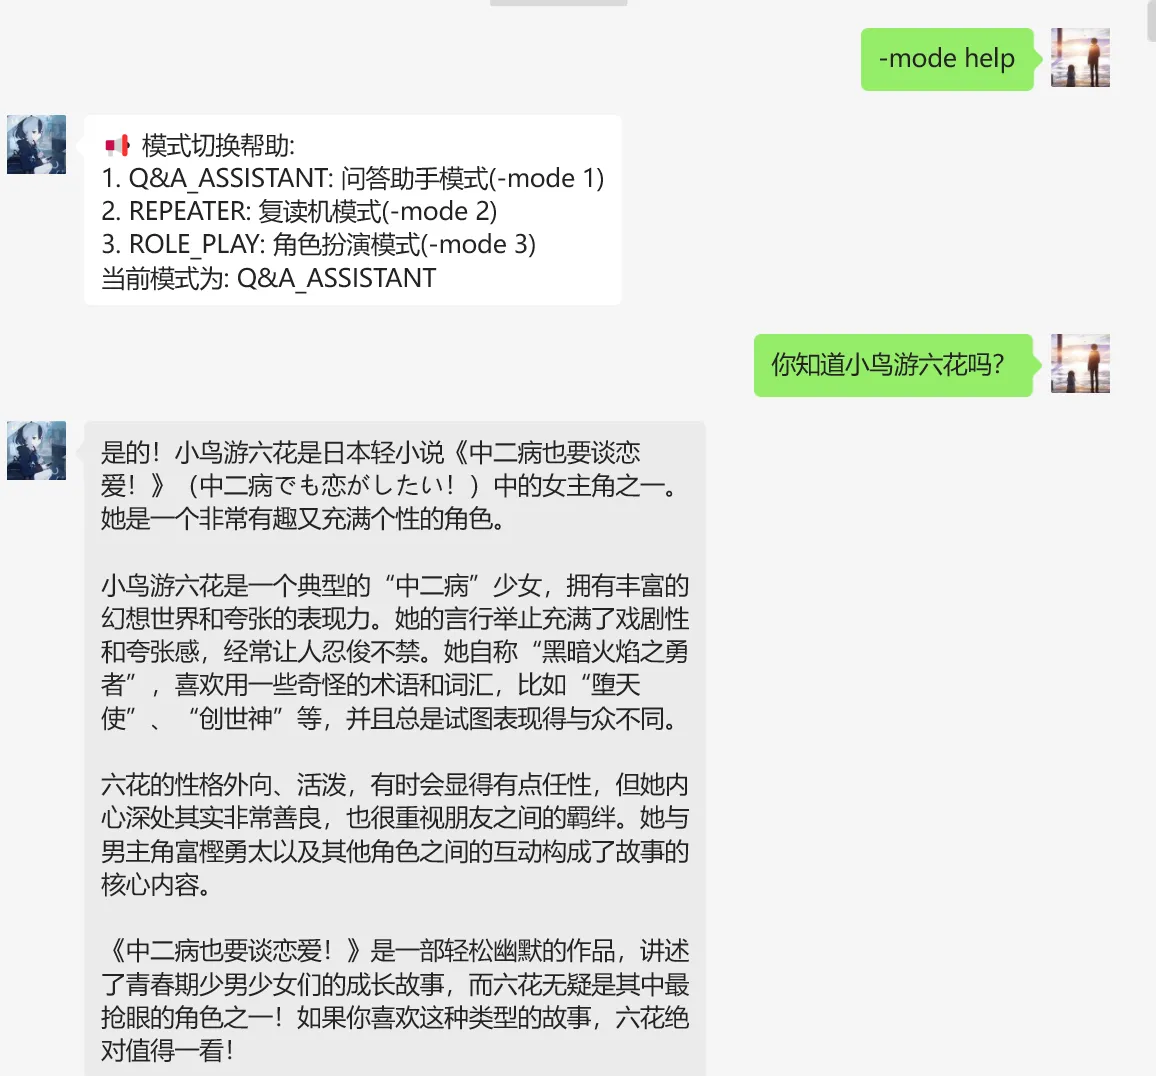 -mode help
模式切换帮助:
1. Q&A_ASSISTANT: 问答助手模式(-mode 1)
2. REPEATER: 复读机模式(-mode 2)
3. ROLE_PLAY: 角色扮演模式(-mode 3)
当前模式为: Q&A_ASSISTANT
你知道小鸟游六花吗?
是的！小鸟游六花是日本轻小说《中二病也要谈恋
爱！》（中二病でも恋がしたい！）中的女主角之一。
她是一个非常有趣又充满个性的角色。
小鸟游六花是一个典型的“中二病”少女，拥有丰富的
幻想世界和夸张的表现力。她的言行举止充满了戏剧性
和夸张感，经常让人忍俊不禁。她自称“黑暗火焰之勇
者”，喜欢用一些奇怪的术语和词汇，比如“堕天
使”、“创世神”等，并且总是试图表现得与众不同。
六花的性格外向、活泼，有时会显得有点任性，但她内
心深处其实非常善良，也很重视朋友之间的羁绊。她与
男主角富樫勇太以及其他角色之间的互动构成了故事的
核心内容。
《中二病也要谈恋爱！》是一部轻松幽默的作品，讲述
了青春期少男少女们的成长故事，而六花无疑是其中最
抢眼的角色之一！如果你喜欢这种类型的故事，六花绝
对值得一看！